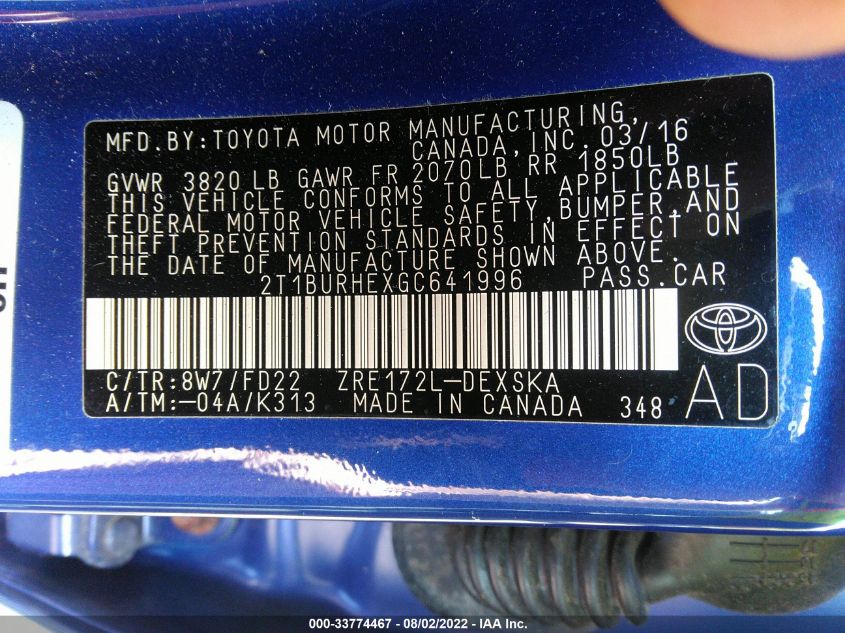 MFD.BY:TOYOTA MOTOR MANUFACTURING,
CANADA,INC. 03/16
GVWR 3820 LB GAWR FR 2070LB RR 1850LB
THIS VEHICLE CONFORMS TO ALL APPLICABLE
FEDERAL MOTOR VEHICLE SAFETY,BUMPER,AND
THEFT PREVENTION STANDARDS IN EFFECT ON
THE DATE OF MANUFACTURE SHOWN ABOVE.
2T1BURHEXGC641996 PASS.CAR
C/TR:8W7/FD22 ZRE172L-DEXSKA
A/TM:-04A/K313 MADE IN CANADA 348
AD
000-33774467 - 08/02/2022 - IAA Inc.